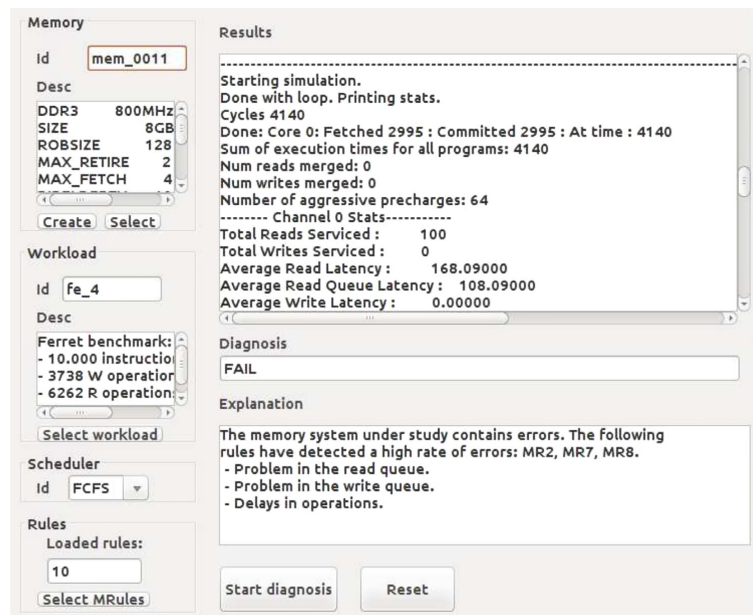 Memory
Id mem_0011
Desc
DDR3 800MHz
SIZE 8GB
ROBSIZE 128
MAX_RETIRE 2
MAX_FETCH 4
Create Select
Workload
Id fe_4
Desc
Ferret benchmark:
- 10.000 instruction
- 3738 W operation
- 6262 R operation
Select workload
Scheduler
Id FCFS
Rules
Loaded rules:
10
Select MRules
Results
--------------------------------------------------------------------------------
Starting simulation.
Done with loop. Printing stats.
Cycles 4140
Done: Core 0: Fetched 2995 : Committed 2995 : At time : 4140
Sum of execution times for all programs: 4140
Num reads merged: 0
Num writes merged: 0
Number of aggressive precharges: 64
-------- Channel 0 Stats-----------
Total Reads Serviced : 100
Total Writes Serviced : 0
Average Read Latency : 168.09000
Average Read Queue Latency : 108.09000
Average Write Latency : 0.00000
Diagnosis
FAIL
Explanation
The memory system under study contains errors. The following
rules have detected a high rate of errors: MR2, MR7, MR8.
- Problem in the read queue.
- Problem in the write queue.
- Delays in operations.
Start diagnosis Reset